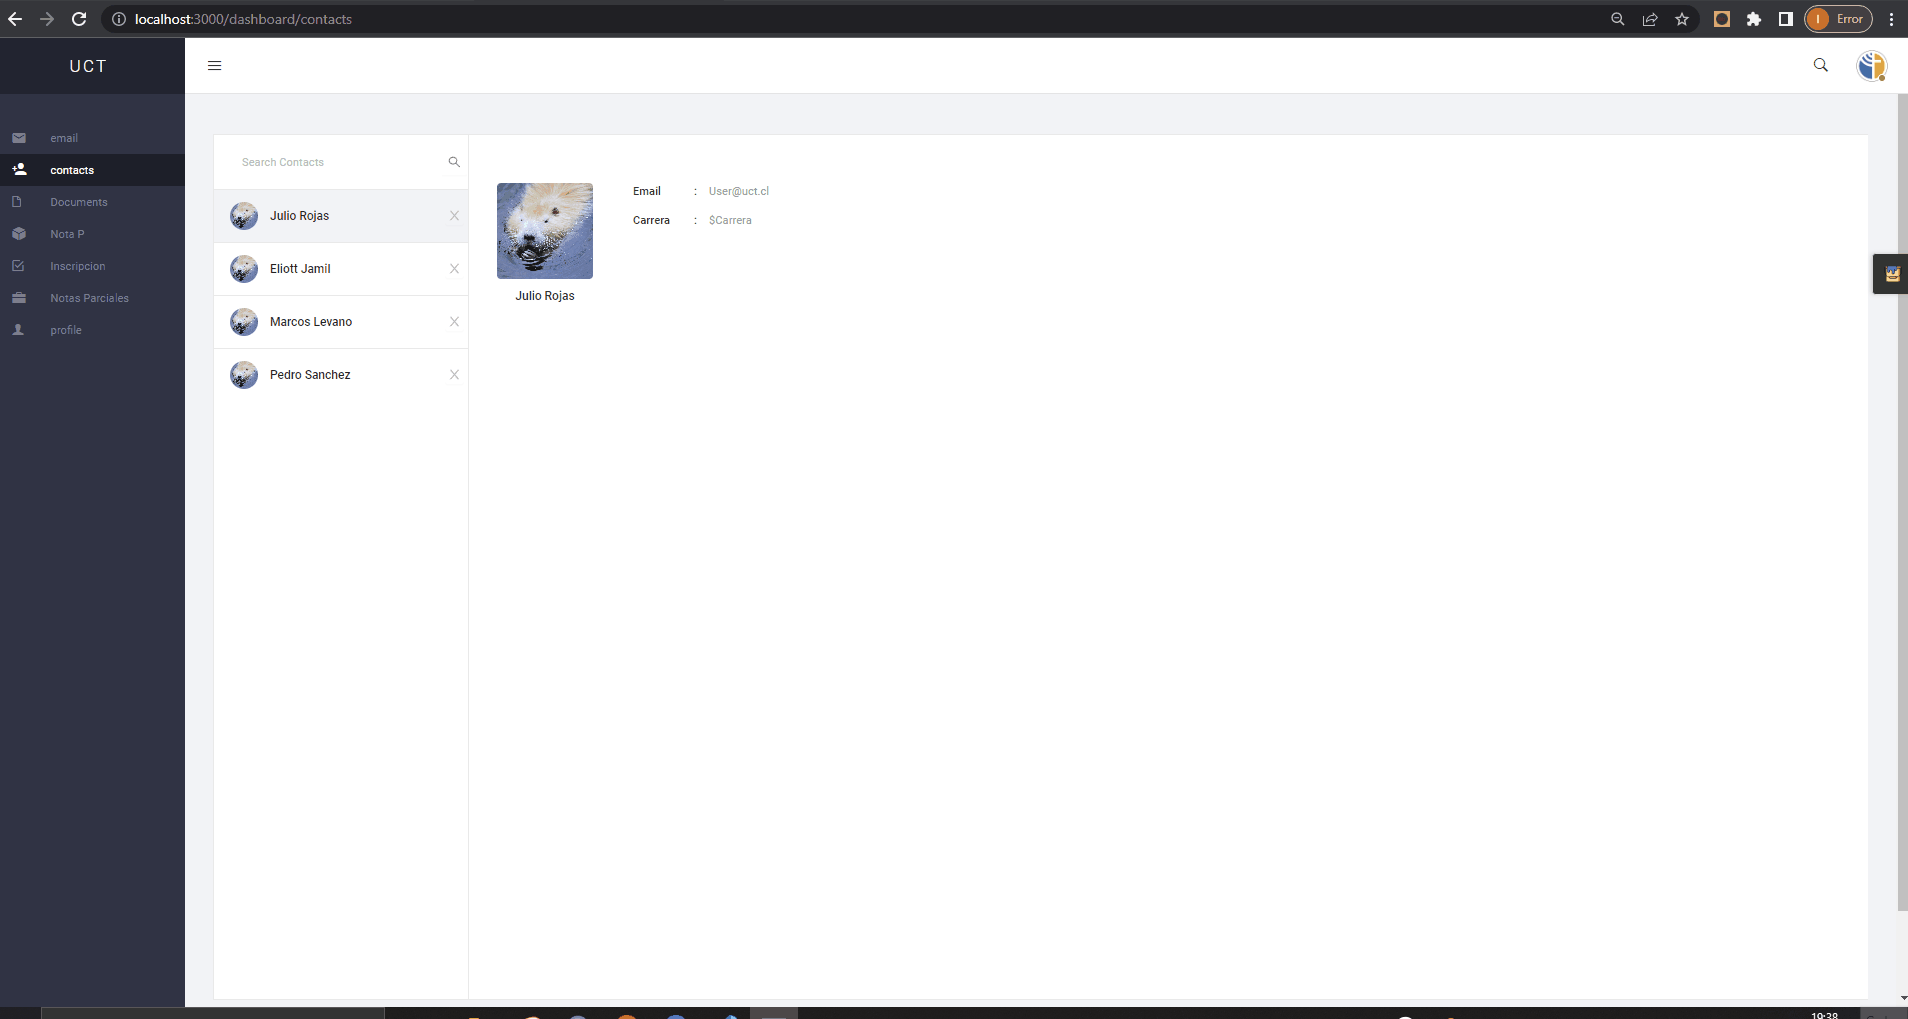 localhost:3000/dashboard/contacts
I Error
UCT
email
contacts
Documents
Nota P
Inscripcion
Notas Parciales
profile
Search Contacts
Julio Rojas
Eliott Jamil
Marcos Levano
Pedro Sanchez
Julio Rojas
Email : User@uct.cl
Carrera : $Carrera
19:38